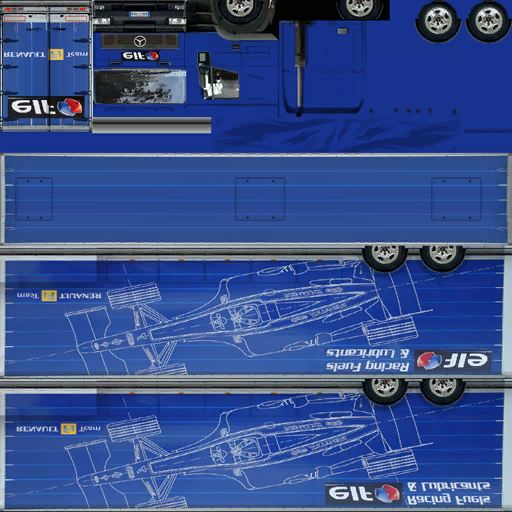 RENAULT Team
elf
elf
RENAULT Team
Racing Fuels
& Lubricants
elf
RENAULT Team
elf
& Lubricants
Racing Fuels